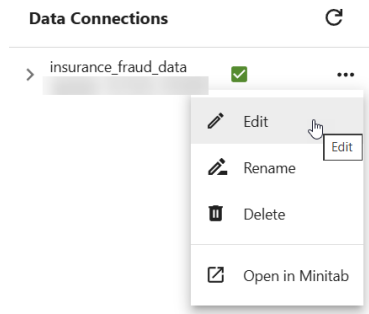 Data Connections
insurance_fraud_data
Edit
Edit
Rename
Delete
Open in Minitab